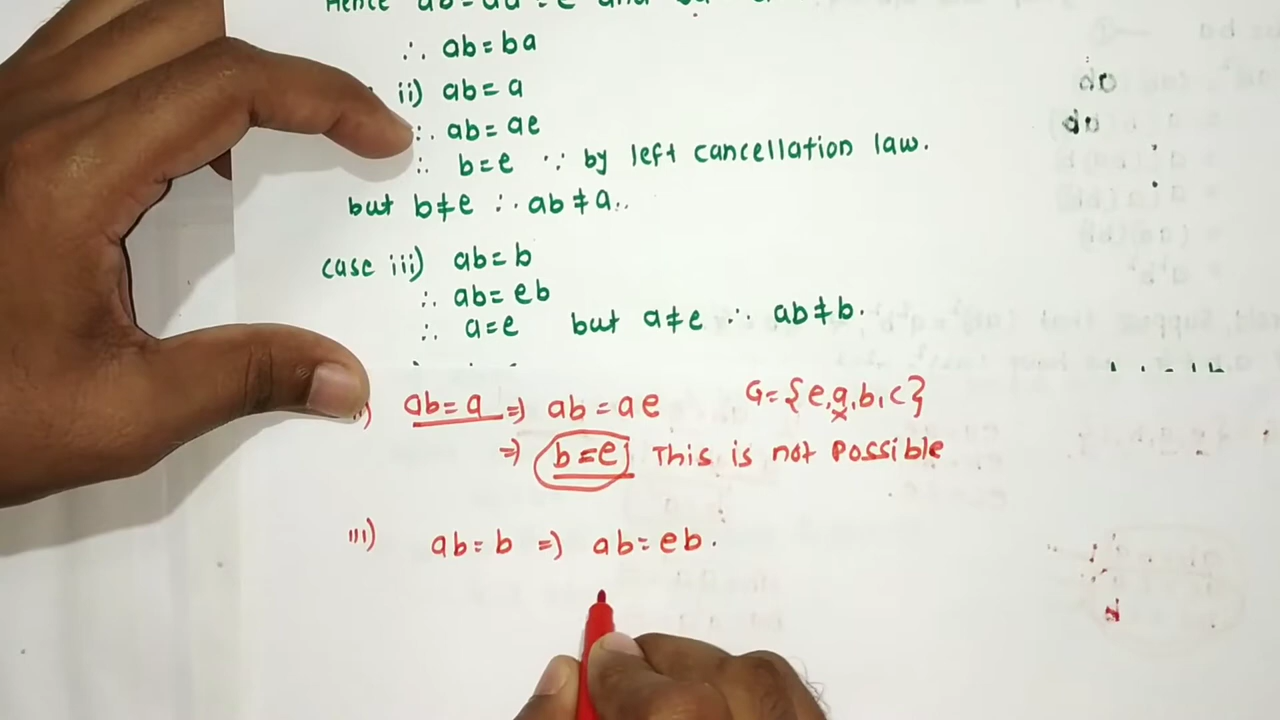 ∴ ab = ba
ii) ab = a
∴ ab = ae
∴ b = e ∵ by left cancellation law.
but b ≠ e ∴ ab ≠ a.
case iii) ab = b
∴ ab = eb
∴ a = e but a ≠ e ∴ ab ≠ b.
ab = a ⇒ ab = ae G = {e, a, b, c}
⇒ b = e This is not Possible
iii) ab = b ⇒ ab = eb.